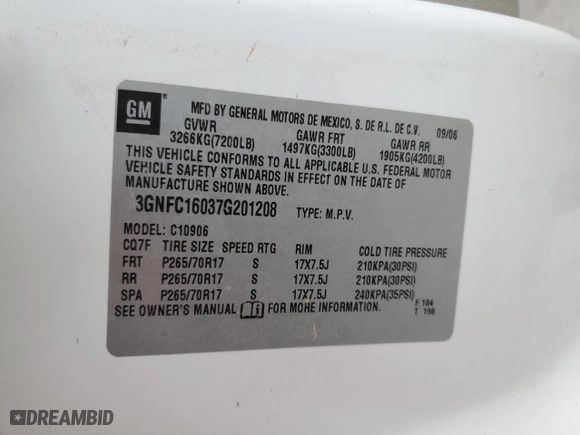 GM
MFD BY GENERAL MOTORS DE MEXICO, S. DE R.L. DE C.V. 09/06
GVWR GAWR FRT GAWR RR
3266KG(7200LB) 1497KG(3300LB) 1905KG(4200LB)
THIS VEHICLE CONFORMS TO ALL APPLICABLE U.S. FEDERAL MOTOR
VEHICLE SAFETY STANDARDS IN EFFECT ON THE DATE OF
MANUFACTURE SHOWN ABOVE.
3GNFC16037G201208 TYPE: M.P.V.
MODEL: C10906
CQ7F TIRE SIZE SPEED RTG RIM COLD TIRE PRESSURE
FRT P265/70R17 S 17X7.5J 210KPA(30PSI)
RR P265/70R17 S 17X7.5J 210KPA(30PSI)
SPA P265/70R17 S 17X7.5J 240KPA(35PSI)
SEE OWNER'S MANUAL FOR MORE INFORMATION. F 104
T 198
DREAMBID